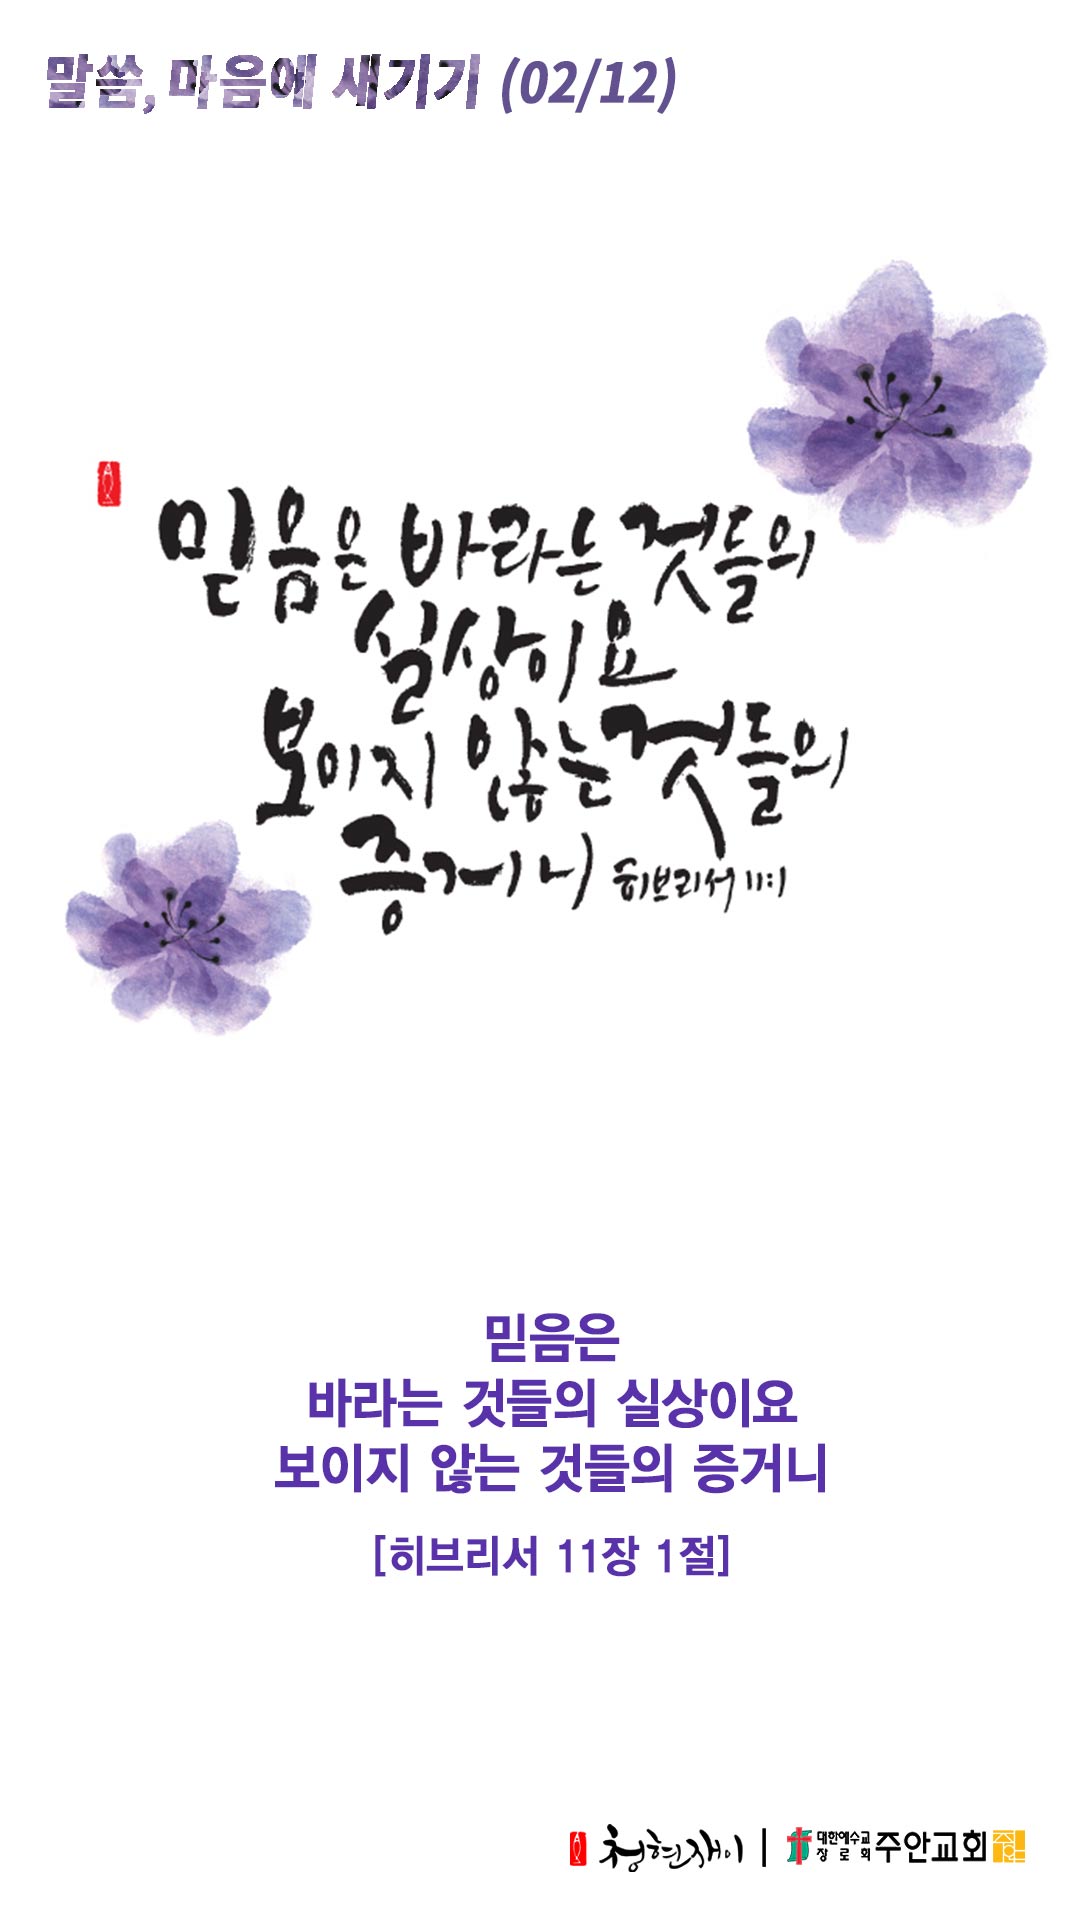 말씀, 마음에 새기기 (02/12)
믿음은 바라는 것들의
실상이요
보이지 않는 것들의
증거니 히브리서 11:1
믿음은
바라는 것들의 실상이요
보이지 않는 것들의 증거니
[히브리서 11장 1절]
청현재이 | 대한예수교
장로회 주안교회